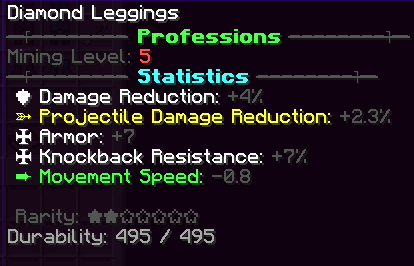 Diamond Leggings
Professions
Mining Level: 5
Statistics
Damage Reduction: +4%
Projectile Damage Reduction: +2.3%
Armor: +7
Knockback Resistance: +7%
Movement Speed: -0.8
Rarity: ★★☆☆☆☆☆
Durability: 495 / 495